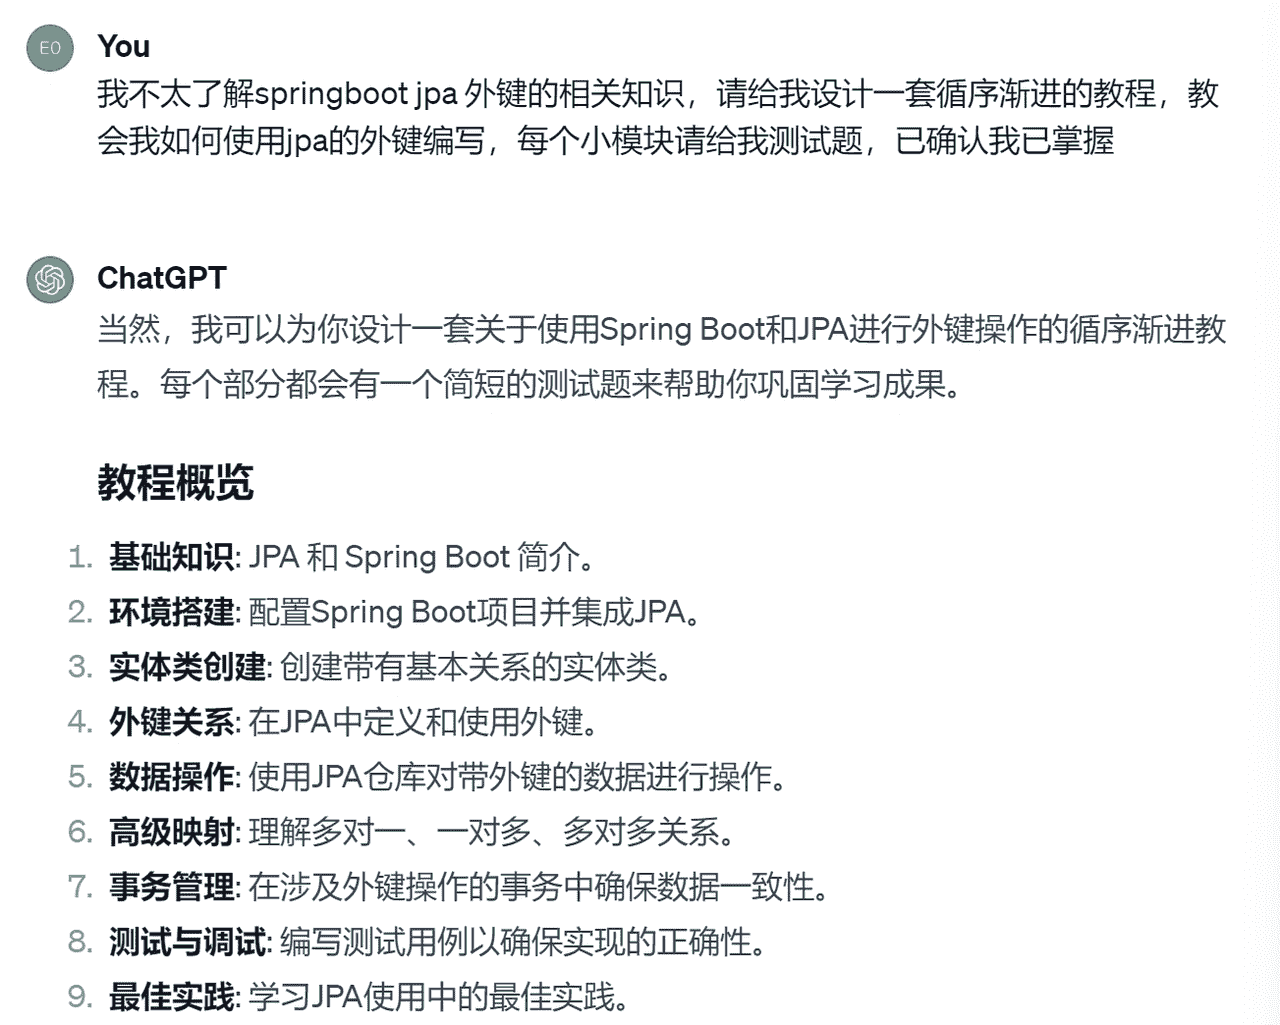 E0
You
我不太了解springboot jpa 外键的相关知识，请给我设计一套循序渐进的教程，教
会我如何使用jpa的外键编写，每个小模块请给我测试题，已确认我已掌握
ChatGPT
当然，我可以为你设计一套关于使用Spring Boot和JPA进行外键操作的循序渐进教
程。每个部分都会有一个简短的测试题来帮助你巩固学习成果。
教程概览
1. 基础知识: JPA 和 Spring Boot 简介。
2. 环境搭建: 配置Spring Boot项目并集成JPA。
3. 实体类创建: 创建带有基本关系的实体类。
4. 外键关系: 在JPA中定义和使用外键。
5. 数据操作: 使用JPA仓库对带外键的数据进行操作。
6. 高级映射: 理解多对一、一对多、多对多关系。
7. 事务管理: 在涉及外键操作的事务中确保数据一致性。
8. 测试与调试: 编写测试用例以确保实现的正确性。
9. 最佳实践: 学习JPA使用中的最佳实践。